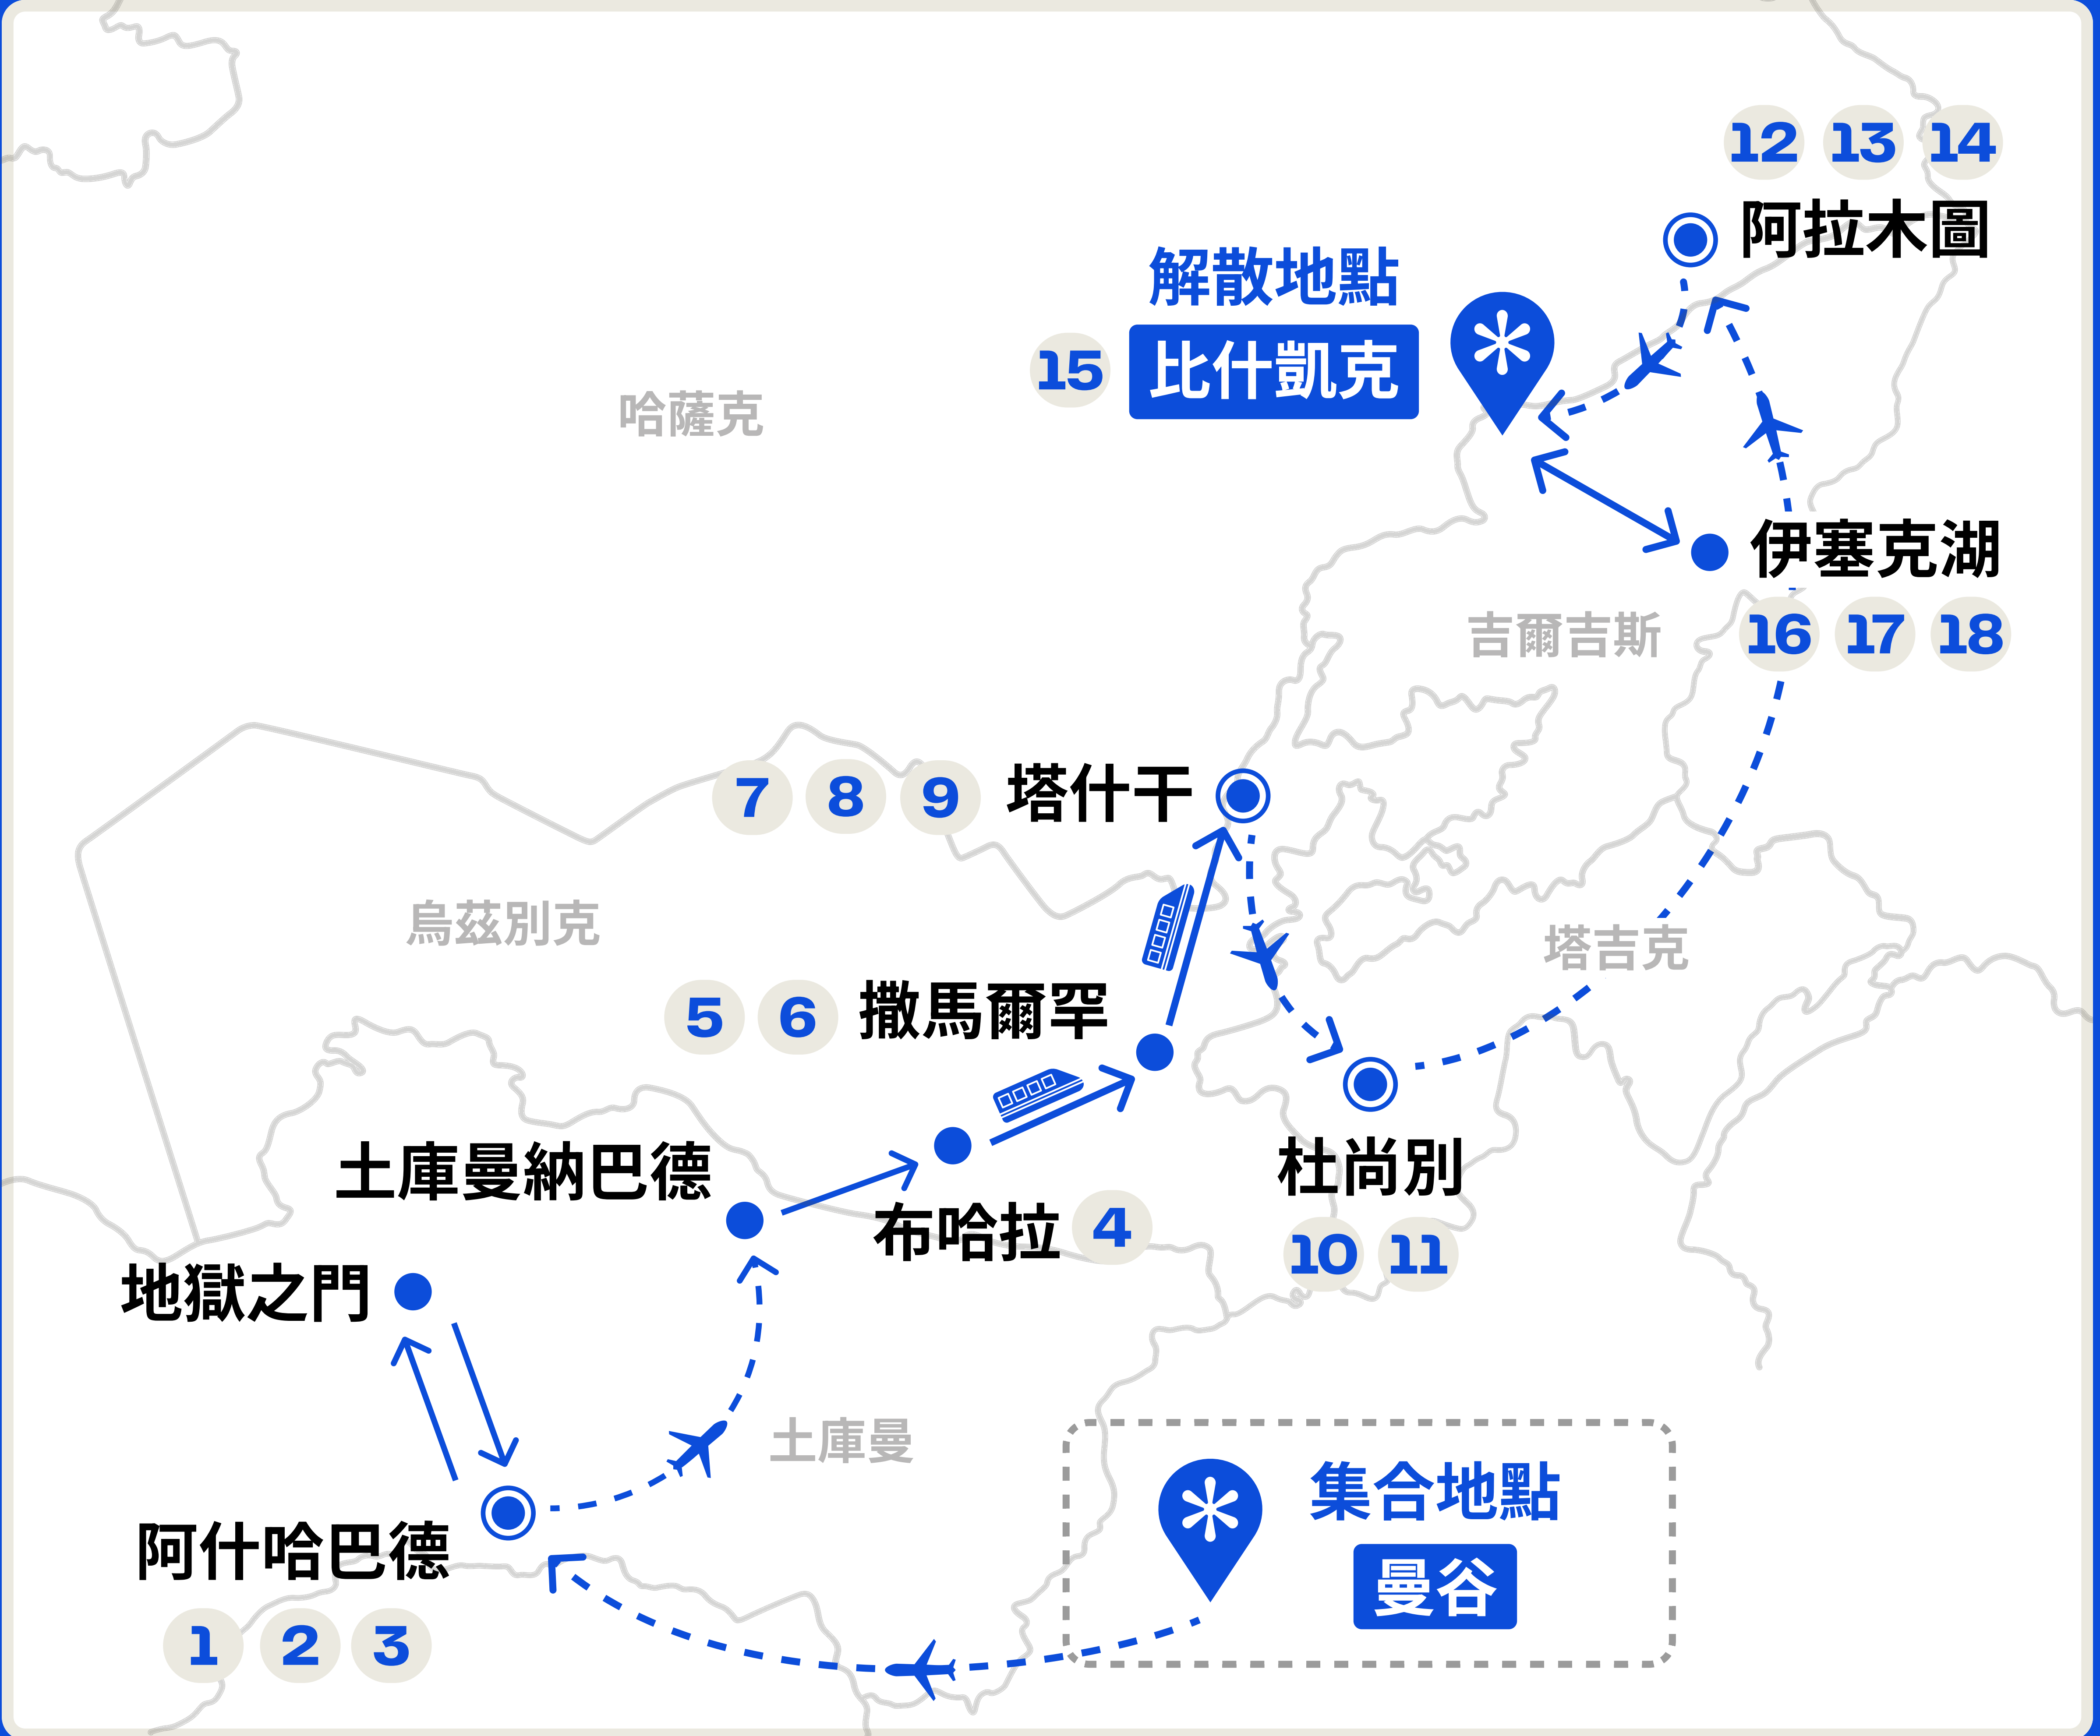 12 13 14
阿拉木圖
解散地點
15 比什凱克
哈薩克
伊塞克湖
16 17 18
吉爾吉斯
7 8 9 塔什干
烏茲別克
塔吉克
5 6 撒馬爾罕
土庫曼納巴德
布哈拉 4
杜尚別
10 11
地獄之門
土庫曼
集合地點
曼谷
阿什哈巴德
1 2 3